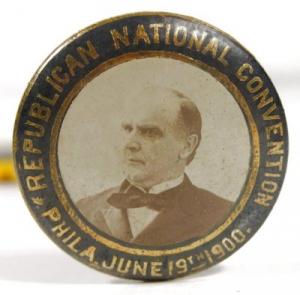 REPUBLICAN NATIONAL CONVENTION
PHILA. JUNE 19TH 1900.